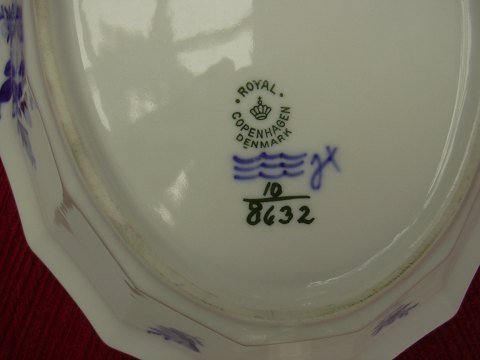 · ROYAL ·
COPENHAGEN
DENMARK
10
8632